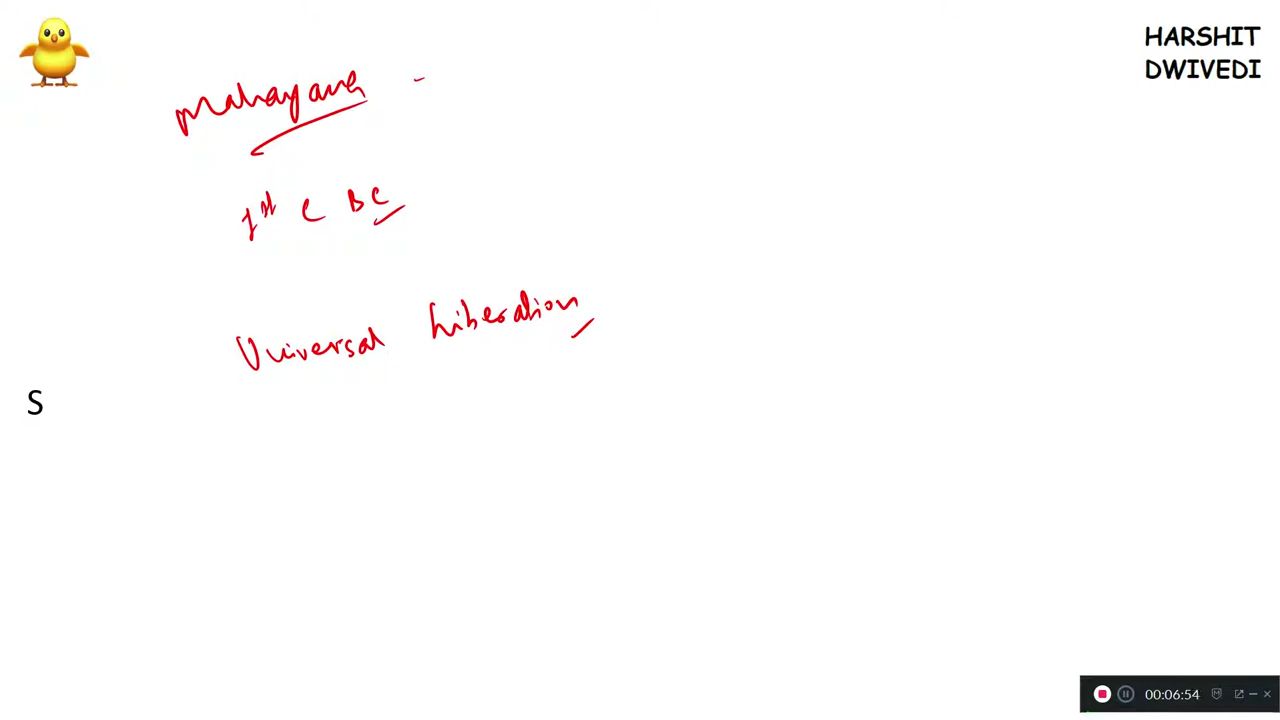 HARSHIT
DWIVEDI
Mahayana -
1st C BC
Universal Liberation
S
00:06:54